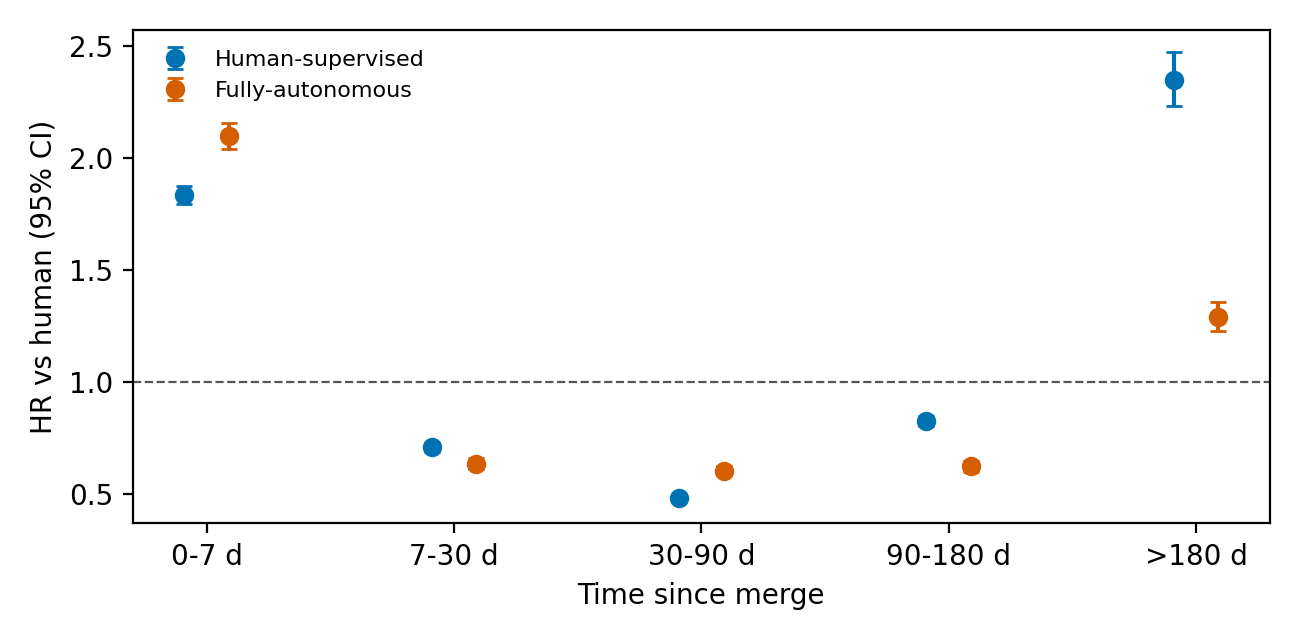 Human-supervised
Fully-autonomous
HR vs human (95% CI)
2.5
2.0
1.5
1.0
0.5
0-7 d 7-30 d 30-90 d 90-180 d >180 d
Time since merge